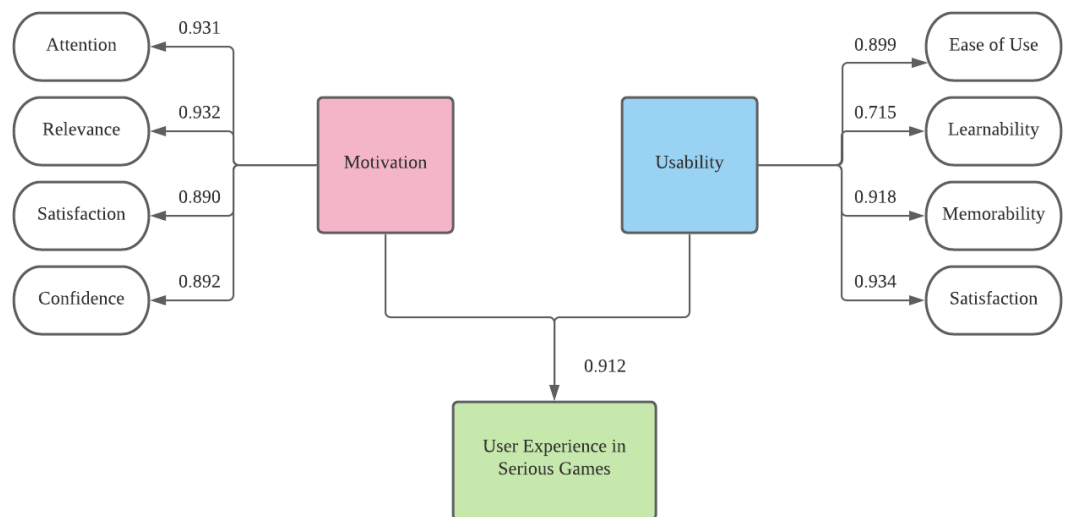 Attention
0.931
Relevance
0.932
Satisfaction
0.890
Confidence
0.892
Motivation
Usability
0.899
Ease of Use
0.715
Learnability
0.918
Memorability
0.934
Satisfaction
0.912
User Experience in
Serious Games